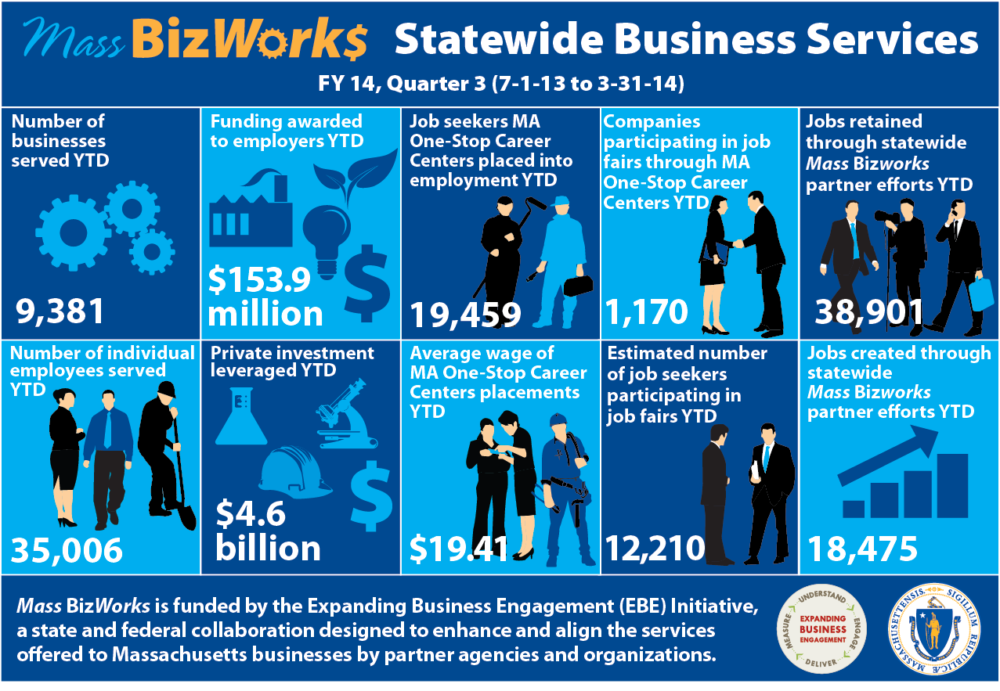 Mass BizWork$ Statewide Business Services
FY 14, Quarter 3 (7-1-13 to 3-31-14)
Number of
businesses
served YTD
9,381
Funding awarded
to employers YTD
$
$153.9
million
Job seekers MA
One-Stop Career
Centers placed into
employment YTD
19,459
Companies
participating in job
fairs through MA
One-Stop Career
Centers YTD
1,170
Jobs retained
through statewide
Mass Bizworks
partner efforts YTD
38,901
Number of individual
employees served
YTD
35,006
Private investment
leveraged YTD
$
$4.6
billion
Average wage of
MA One-Stop Career
Centers placements
YTD
$19.41
Estimated number
of job seekers
participating in
job fairs YTD
12,210
Jobs created through
statewide
Mass Bizworks
partner efforts YTD
18,475
Mass BizWorks is funded by the Expanding Business Engagement (EBE) Initiative,
a state and federal collaboration designed to enhance and align the services
offered to Massachusetts businesses by partner agencies and organizations.
UNDERSTAND
ENGAGE
DELIVER
MEASURE
EXPANDING
BUSINESS
ENGAGEMENT
SIGILLUM REIPUBLICÆ MASSACHUSETTENSIS